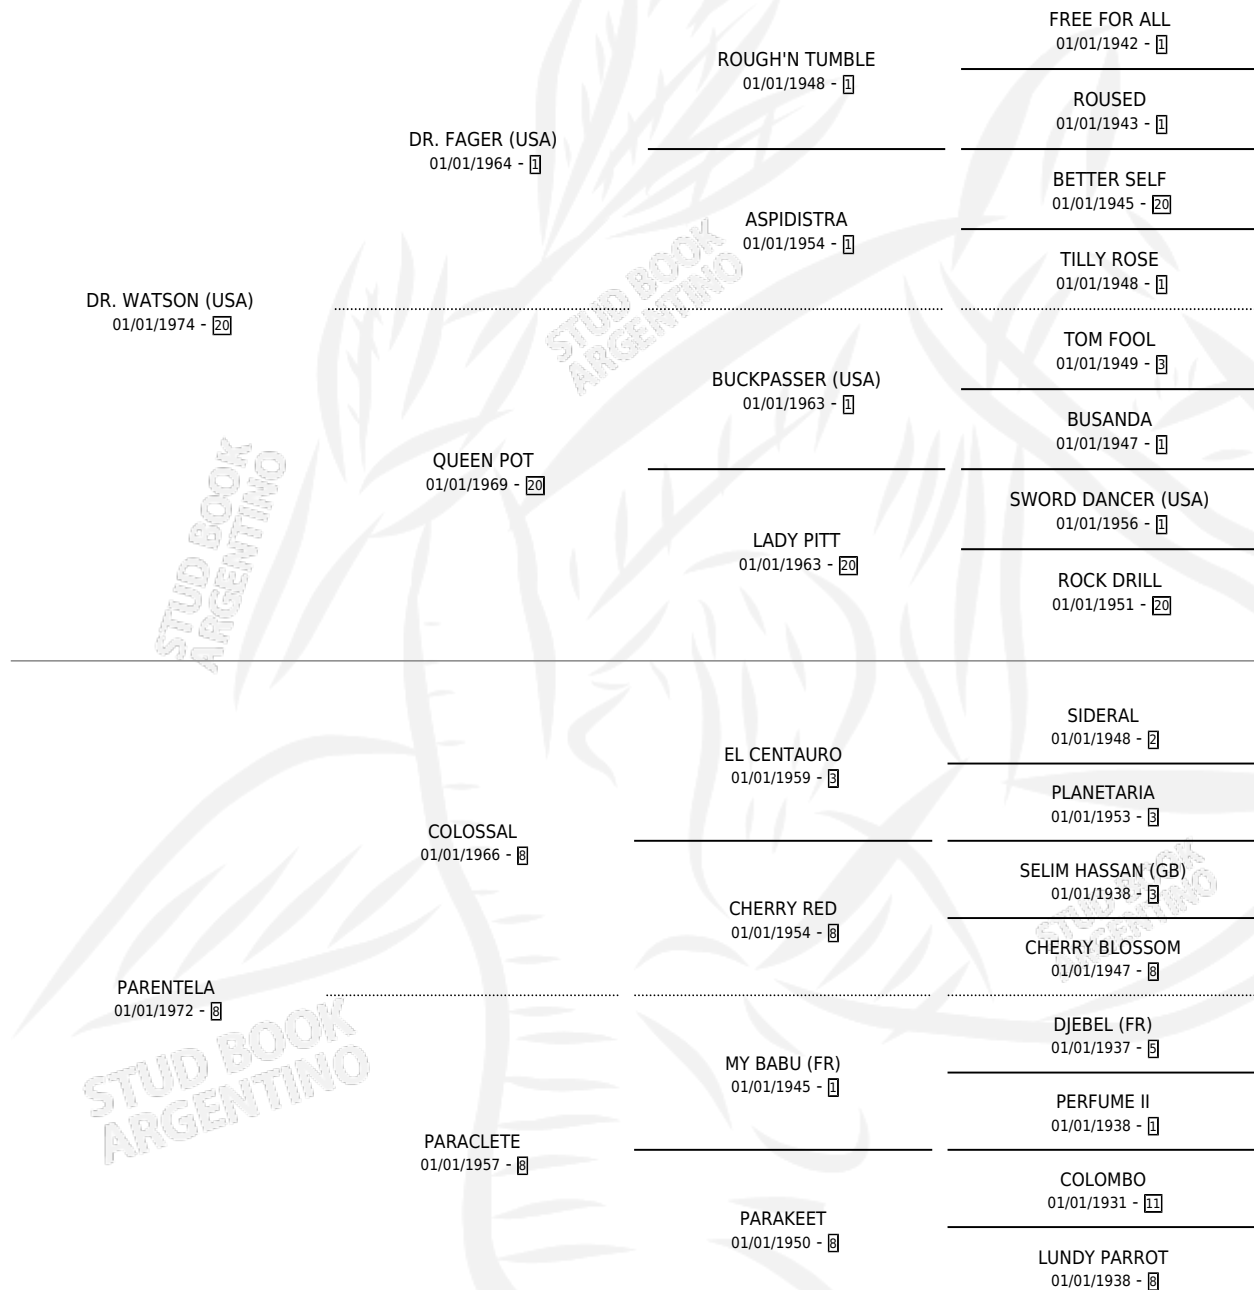 FREE FOR ALL
01/01/1942 - 1
ROUGH'N TUMBLE
01/01/1948 - 1
ROUSED
01/01/1943 - 1
DR. FAGER (USA)
01/01/1964 - 1
BETTER SELF
01/01/1945 - 20
ASPIDISTRA
01/01/1954 - 1
TILLY ROSE
01/01/1948 - 1
DR. WATSON (USA)
01/01/1974 - 20
TOM FOOL
01/01/1949 - 3
BUCKPASSER (USA)
01/01/1963 - 1
BUSANDA
01/01/1947 - 1
QUEEN POT
01/01/1969 - 20
SWORD DANCER (USA)
01/01/1956 - 1
LADY PITT
01/01/1963 - 20
ROCK DRILL
01/01/1951 - 20
SIDERAL
01/01/1948 - 2
EL CENTAURO
01/01/1959 - 3
PLANETARIA
01/01/1953 - 3
COLOSSAL
01/01/1966 - 8
SELIM HASSAN (GB)
01/01/1938 - 3
CHERRY RED
01/01/1954 - 8
CHERRY BLOSSOM
01/01/1947 - 8
PARENTELA
01/01/1972 - 8
DJEBEL (FR)
01/01/1937 - 5
MY BABU (FR)
01/01/1945 - 1
PERFUME II
01/01/1938 - 1
PARACLETE
01/01/1957 - 8
COLOMBO
01/01/1931 - 11
PARAKEET
01/01/1950 - 8
LUNDY PARROT
01/01/1938 - 8
STUD BOOK
ARGENTINO
STUD BOOK
ARGENTINO
STUD BOOK
ARGENTINO
STUD BOOK
ARGENTINO